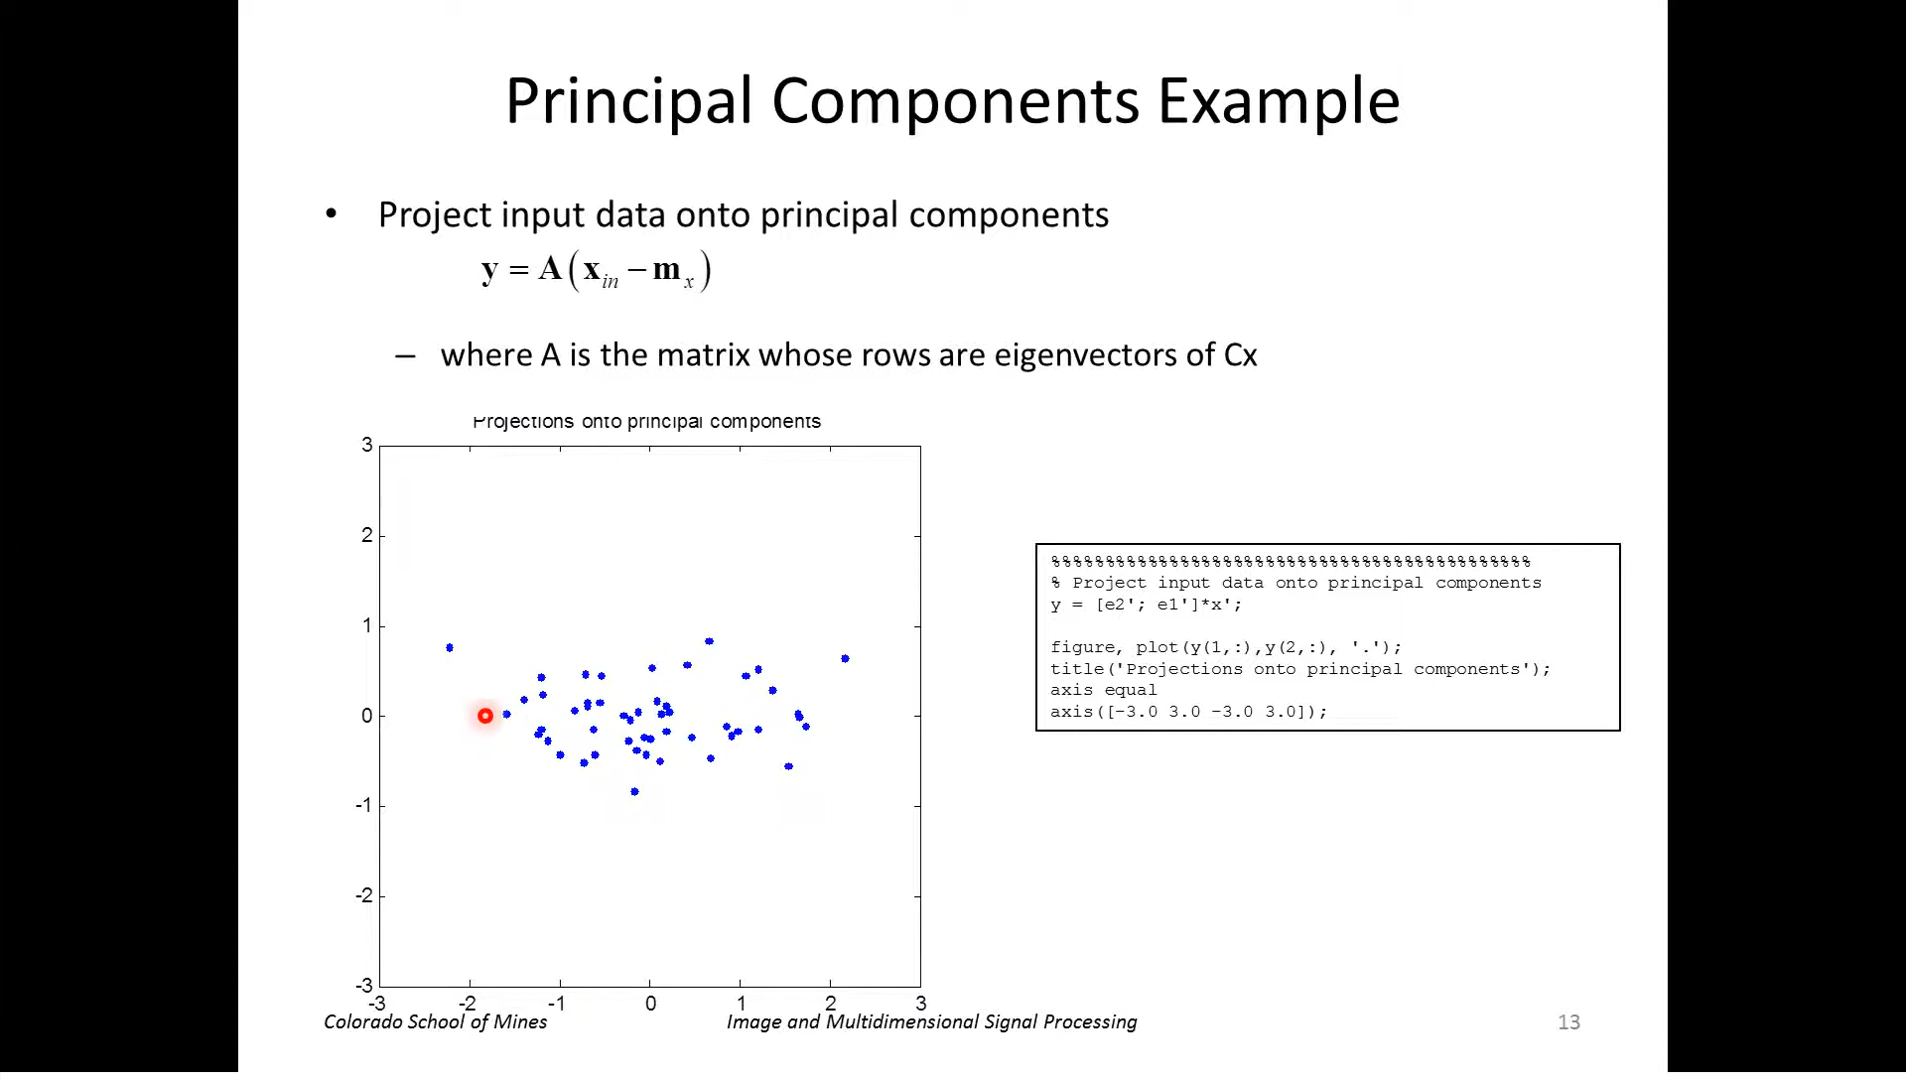 Principal Components Example
• Project input data onto principal components
y = A(x_in − m_x)
– where A is the matrix whose rows are eigenvectors of Cx
Projections onto principal components
3
2
1
0
-1
-2
-3
-3 -2 -1 0 1 2 3
%%%%%%%%%%%%%%%%%%%%%%%%%%%%%%%%%%%%%%%%%%%%
% Project input data onto principal components
y = [e2'; e1']*x';
figure, plot(y(1,:),y(2,:), '.');
title('Projections onto principal components');
axis equal
axis([-3.0 3.0 -3.0 3.0]);
Colorado School of Mines Image and Multidimensional Signal Processing 13